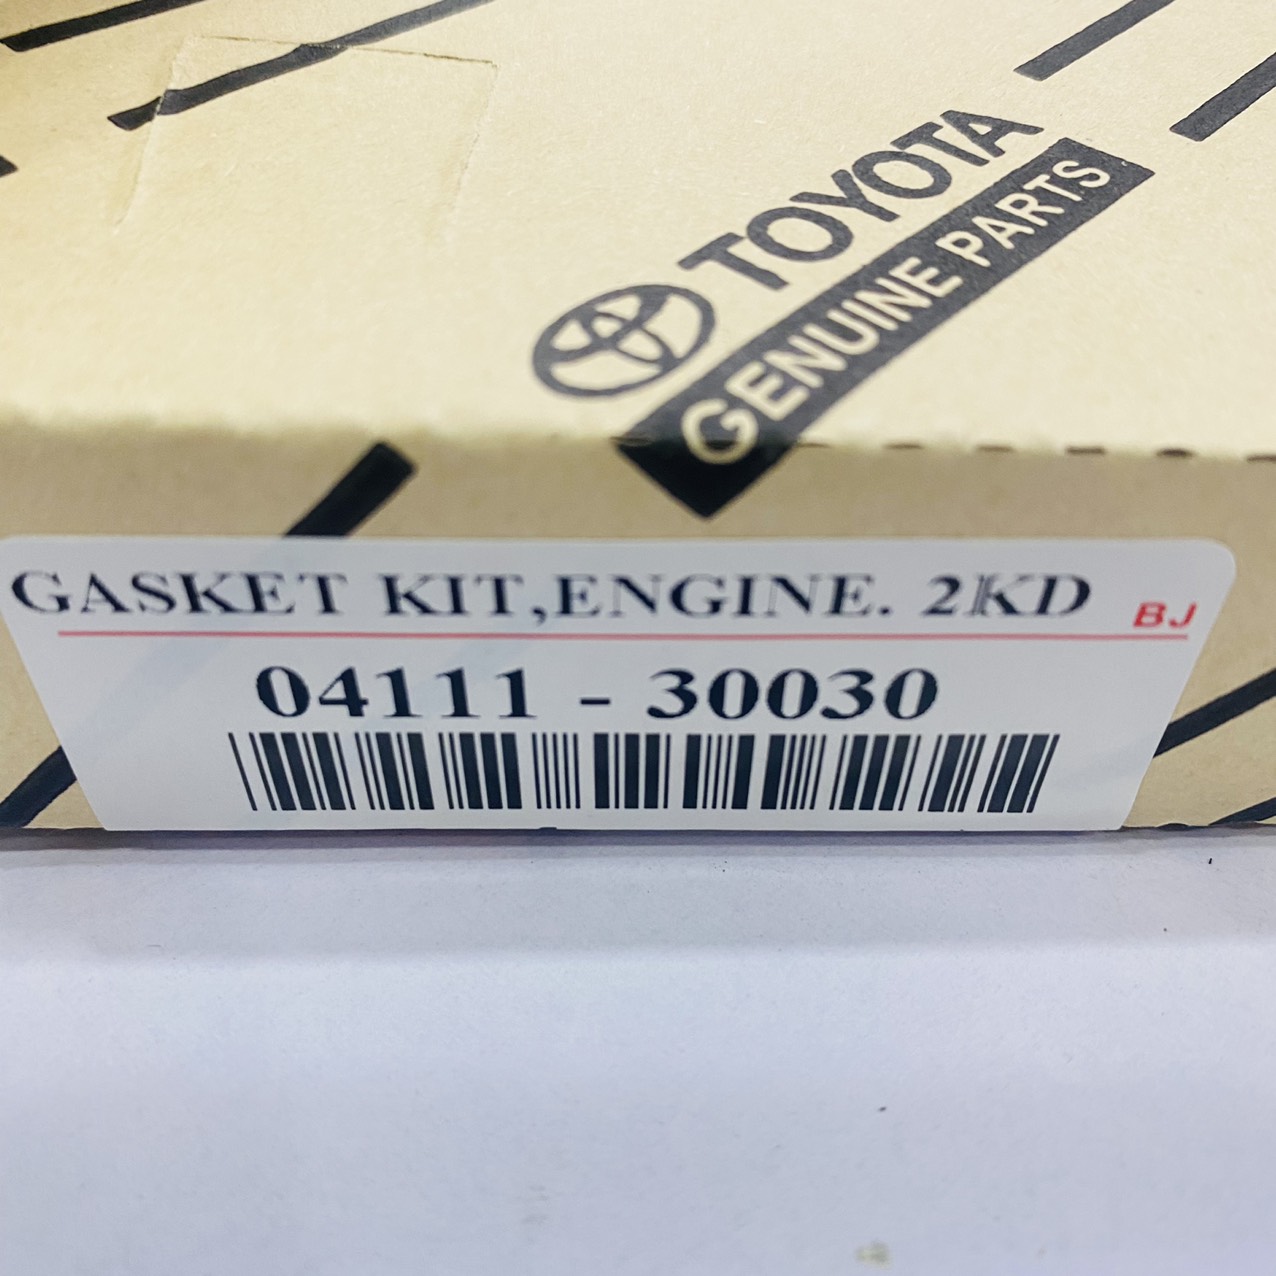 TOYOTA
GENUINE PARTS
GASKET KIT,ENGINE. 2KD
BJ
04111 - 30030